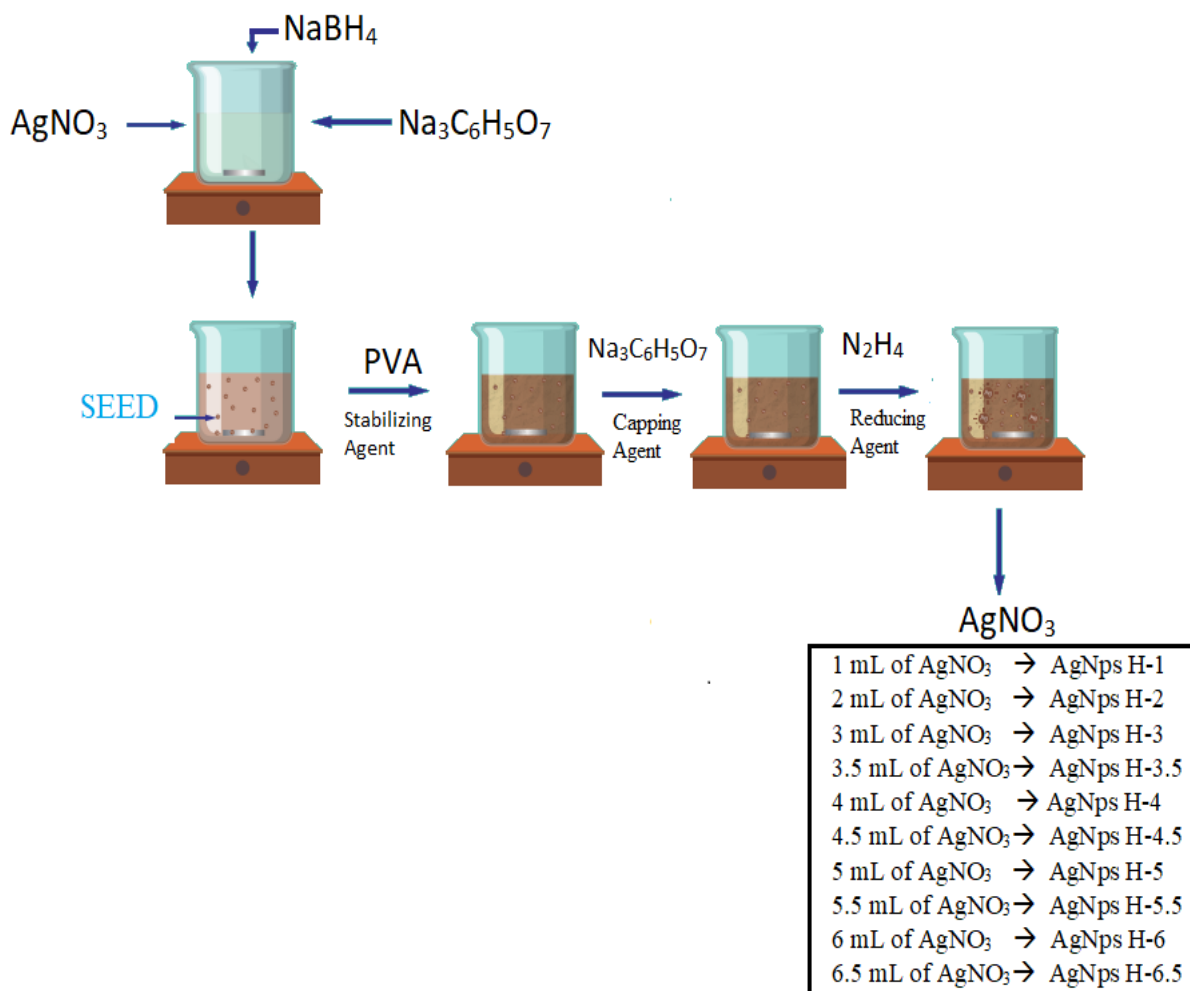 NaBH₄
AgNO₃
Na₃C₆H₅O₇
SEED
PVA
Stabilizing
Agent
Na₃C₆H₅O₇
Capping
Agent
N₂H₄
Reducing
Agent
AgNO₃
1 mL of AgNO₃ → AgNps H-1
2 mL of AgNO₃ → AgNps H-2
3 mL of AgNO₃ → AgNps H-3
3.5 mL of AgNO₃ → AgNps H-3.5
4 mL of AgNO₃ → AgNps H-4
4.5 mL of AgNO₃ → AgNps H-4.5
5 mL of AgNO₃ → AgNps H-5
5.5 mL of AgNO₃ → AgNps H-5.5
6 mL of AgNO₃ → AgNps H-6
6.5 mL of AgNO₃ → AgNps H-6.5